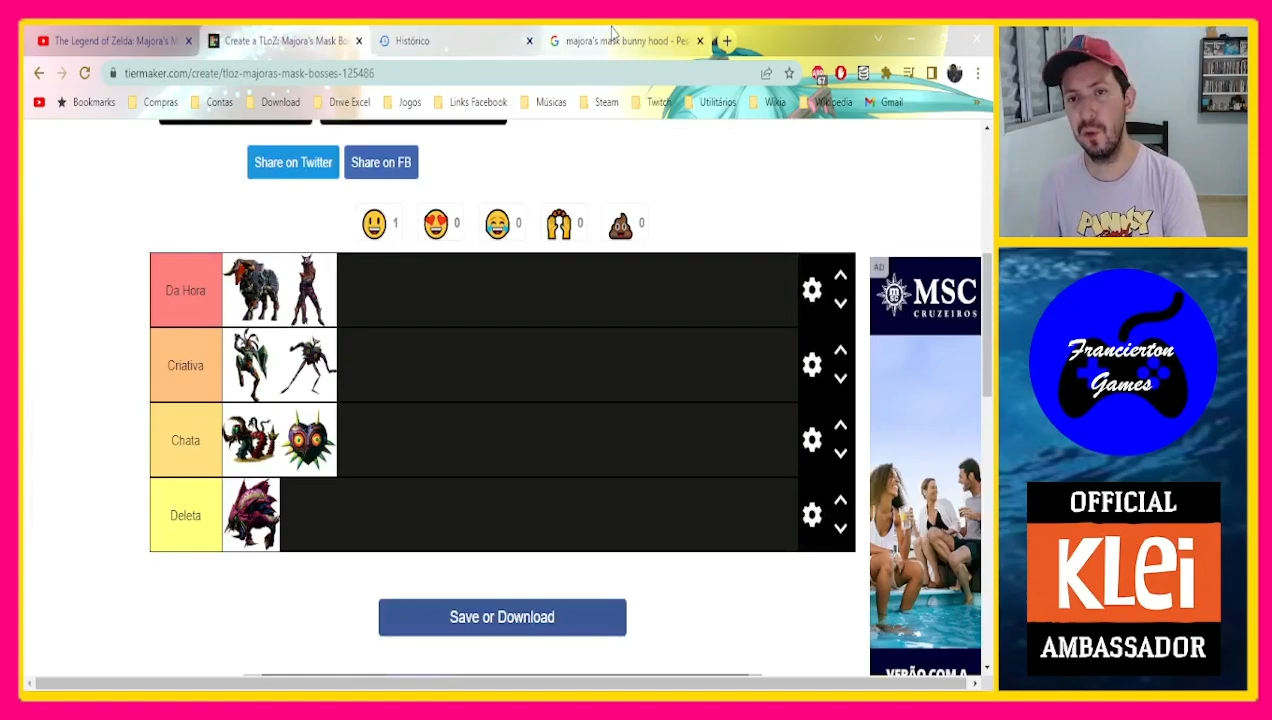 The Legend of Zelda: Majora's M
Create a TLoZ: Majora's Mask Bo
Histórico
majora's mask bunny hood - Pes
tiermaker.com/create/tloz-majoras-mask-bosses-125486
67
Bookmarks
Compras
Contas
Download
Drive Excel
Jogos
Links Facebook
Músicas
Steam
Twitch
Utilitários
Wikia
Wikipedia
Gmail
Share on Twitter
Share on FB
1
0
0
0
0
Da Hora
Criativa
Chata
Deleta
Save or Download
AD
MSC
CRUZEIROS
VERÃO COM A
Francierton
Games
OFFICIAL
KLEi
AMBASSADOR